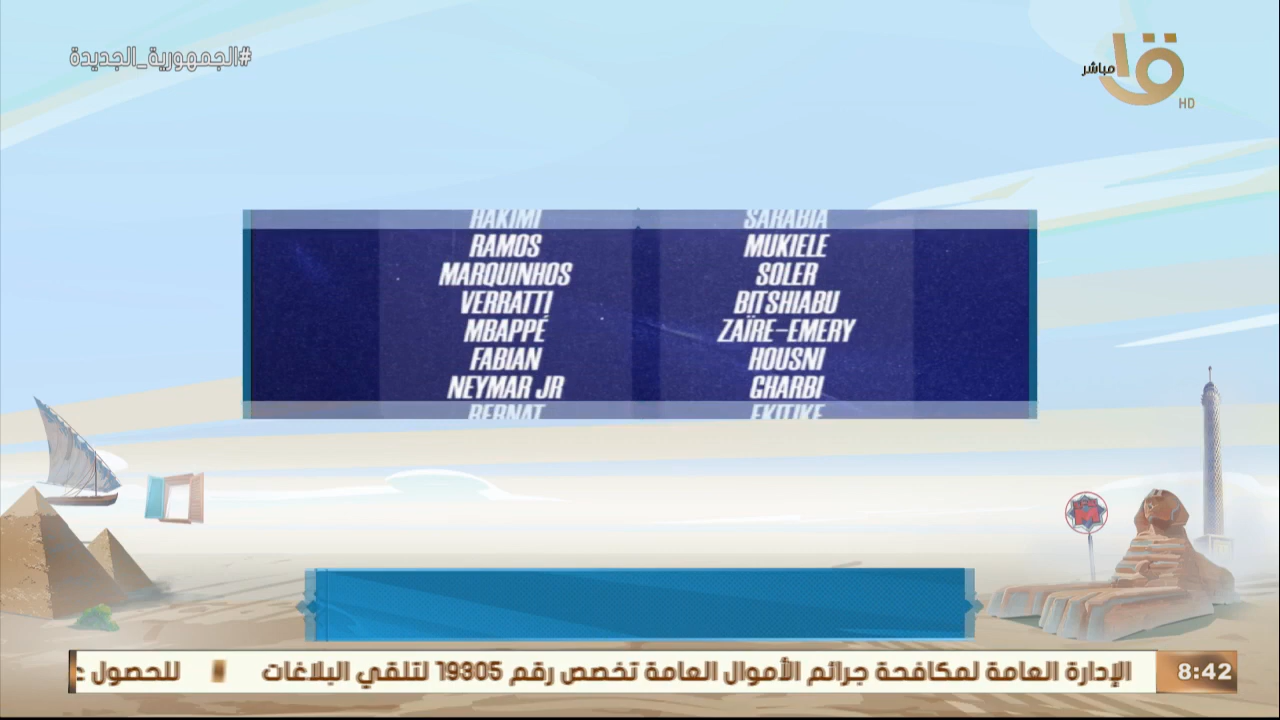 #الجمهورية_الجديدة
مباشر
HD
HAKIMI
SARABIA
RAMOS
MUKIELE
MARQUINHOS
SOLER
VERRATTI
BITSHIABU
MBAPPÉ
ZAÏRE-EMERY
FABIAN
HOUSNI
NEYMAR JR
GHARBI
BERNAT
EKITIKE
8:42
الإدارة العامة لمكافحة جرائم الأموال العامة تخصص رقم 19805 لتلقي البلاغات
للحصول